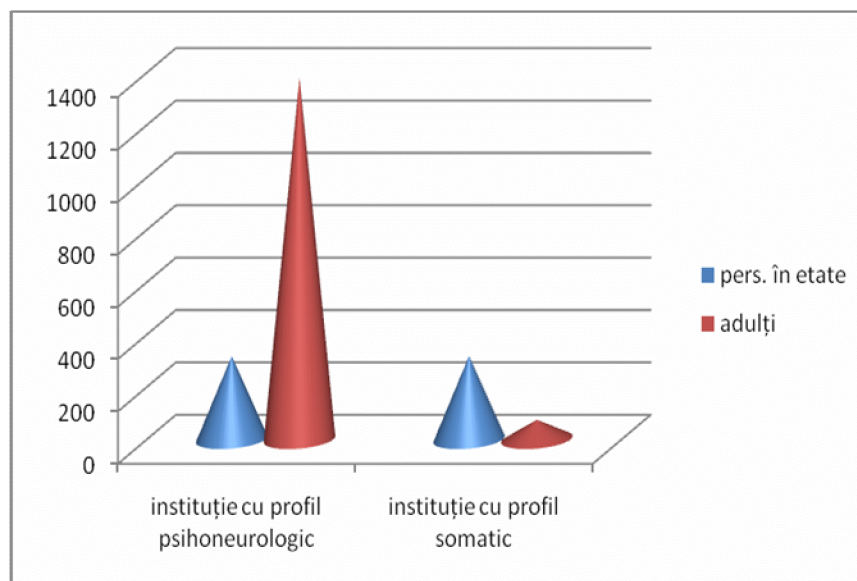 1400
1200
1000
800
600
400
200
0
instituție cu profil
psihoneurologic
instituție cu profil
somatic
pers. în etate
adulți